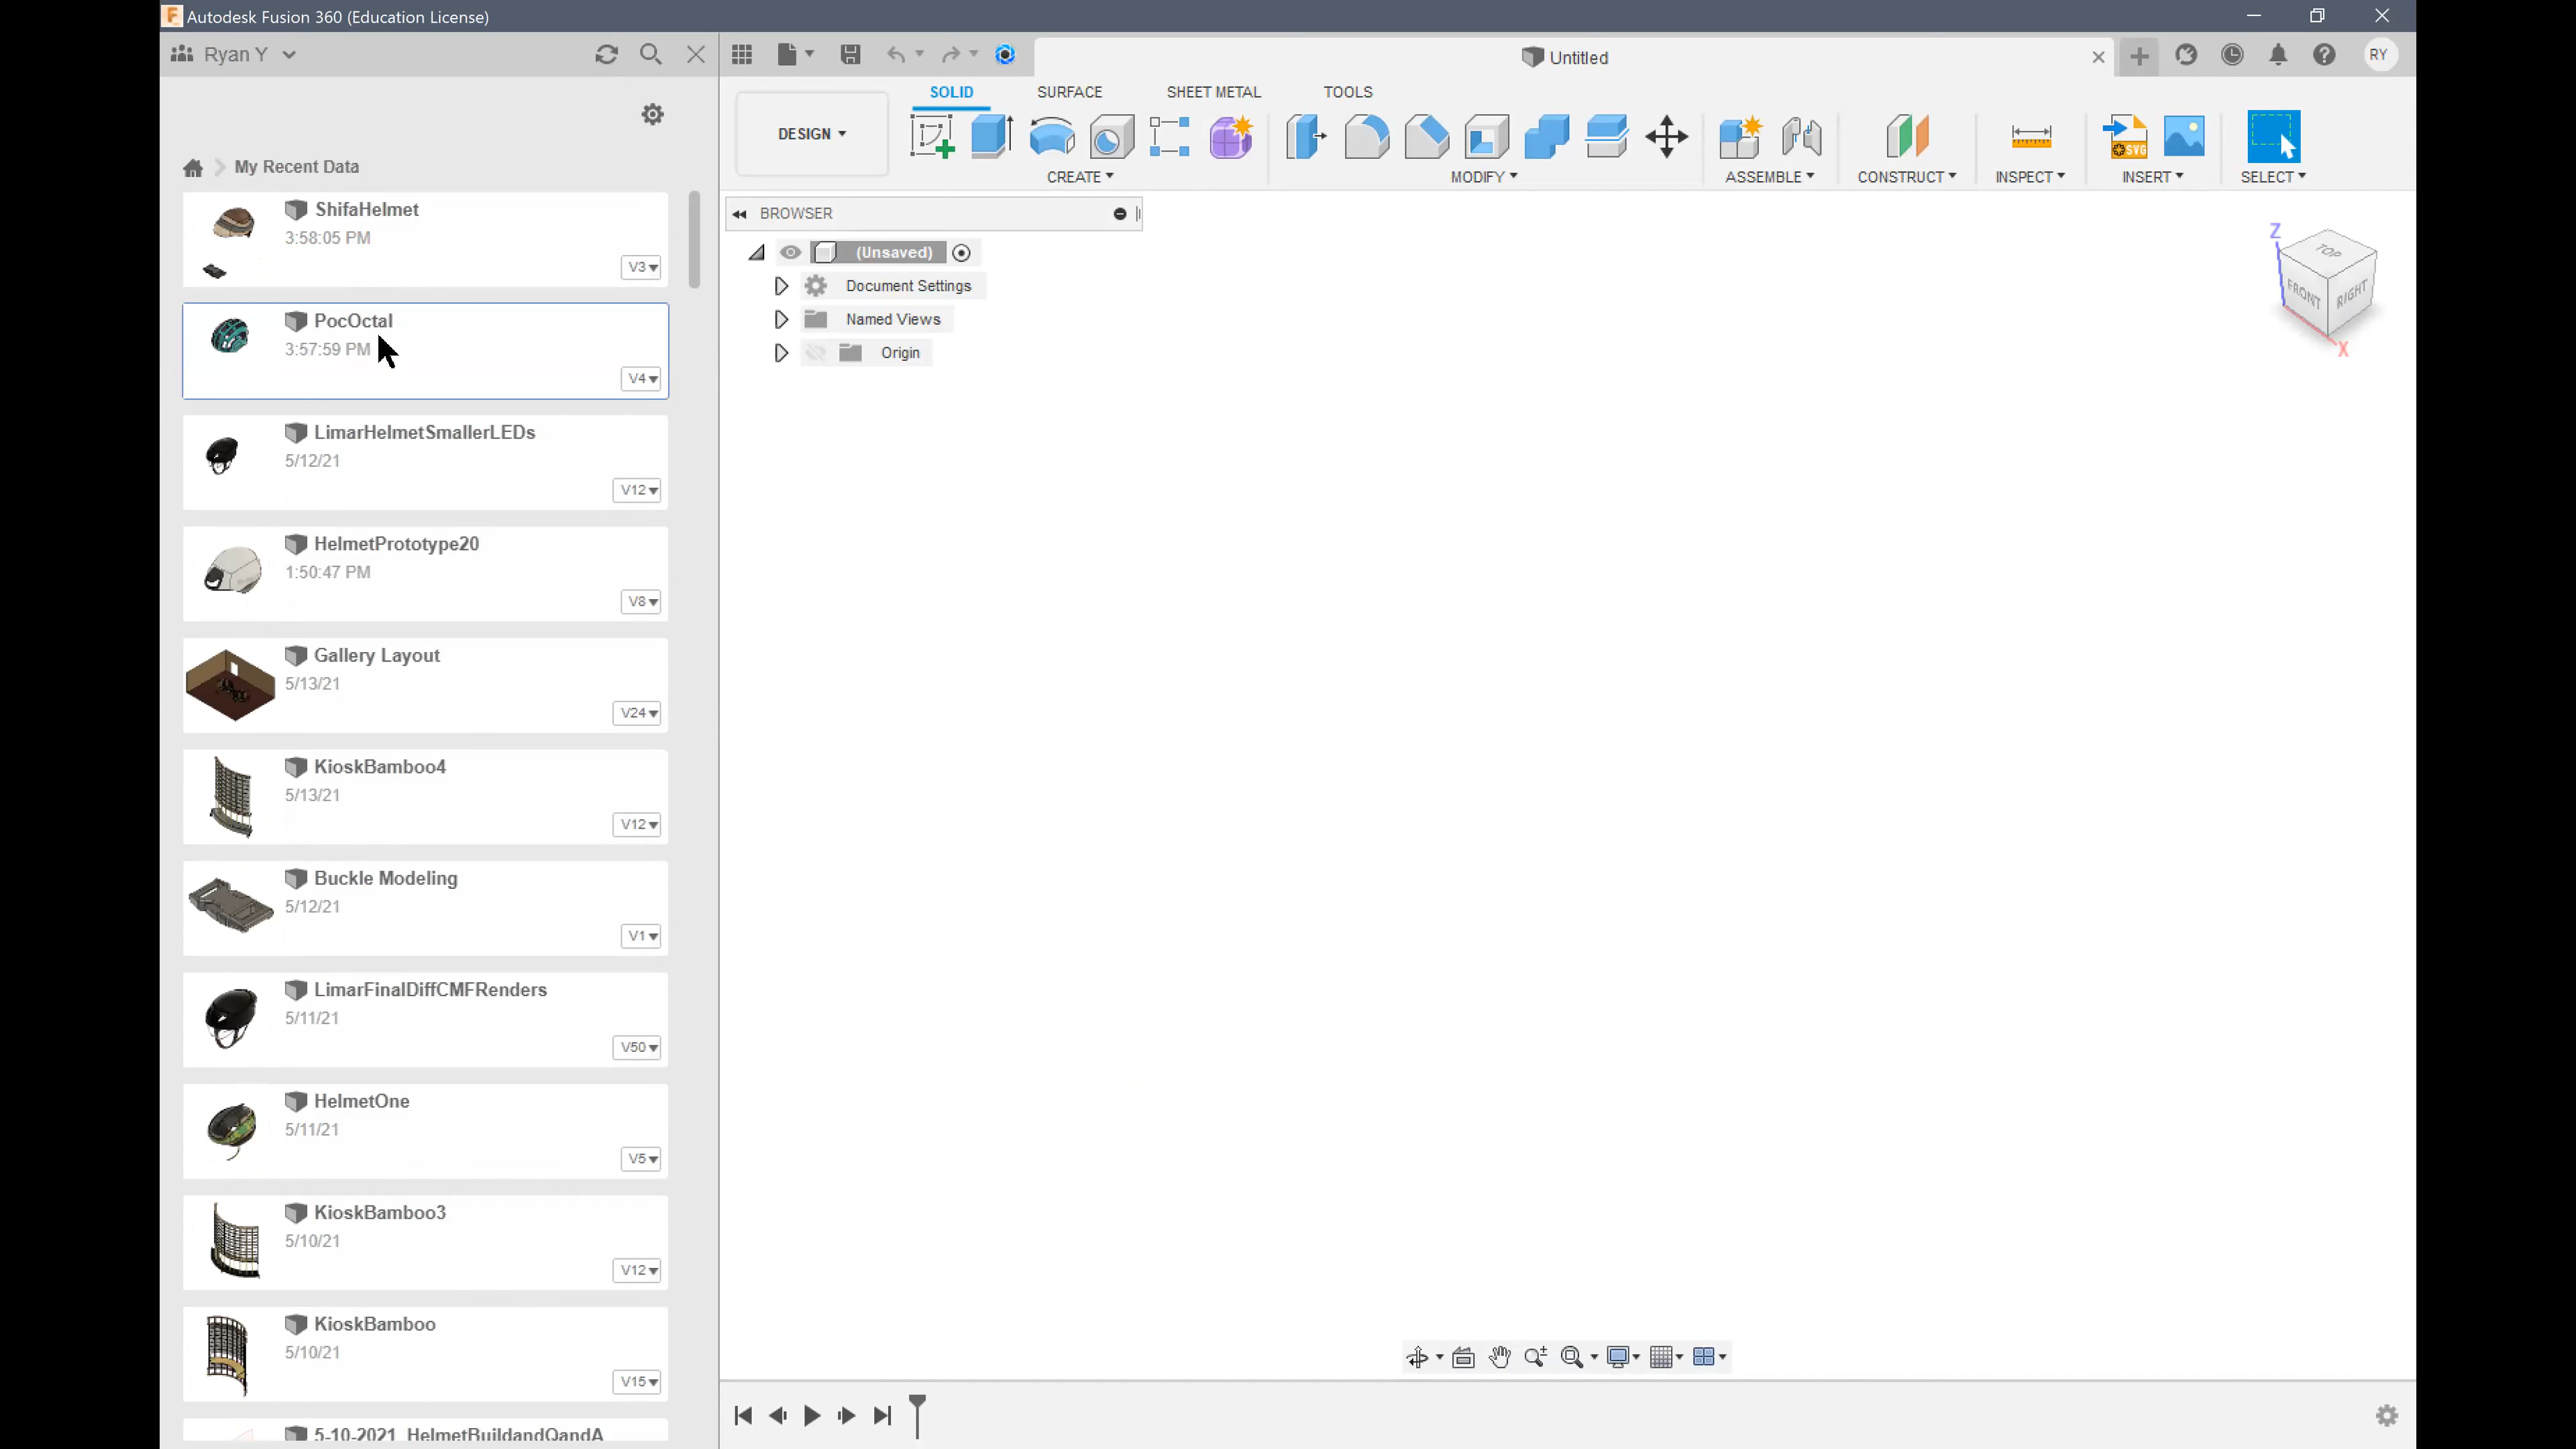 Autodesk Fusion 360 (Education License)
Ryan Y
Untitled
RY
SOLID SURFACE SHEET METAL TOOLS
DESIGN
CREATE MODIFY ASSEMBLE CONSTRUCT INSPECT INSERT SELECT
SVG
My Recent Data
ShifaHelmet
3:58:05 PM
V3
PocOctal
3:57:59 PM
V4
LimarHelmetSmallerLEDs
5/12/21
V12
HelmetPrototype20
1:50:47 PM
V8
Gallery Layout
5/13/21
V24
KioskBamboo4
5/13/21
V12
Buckle Modeling
5/12/21
V1
LimarFinalDiffCMFRenders
5/11/21
V50
HelmetOne
5/11/21
V5
KioskBamboo3
5/10/21
V12
KioskBamboo
5/10/21
V15
5-10-2021_HelmetBuildandQandA
BROWSER
(Unsaved)
Document Settings
Named Views
Origin
Z
TOP
FRONT RIGHT
X